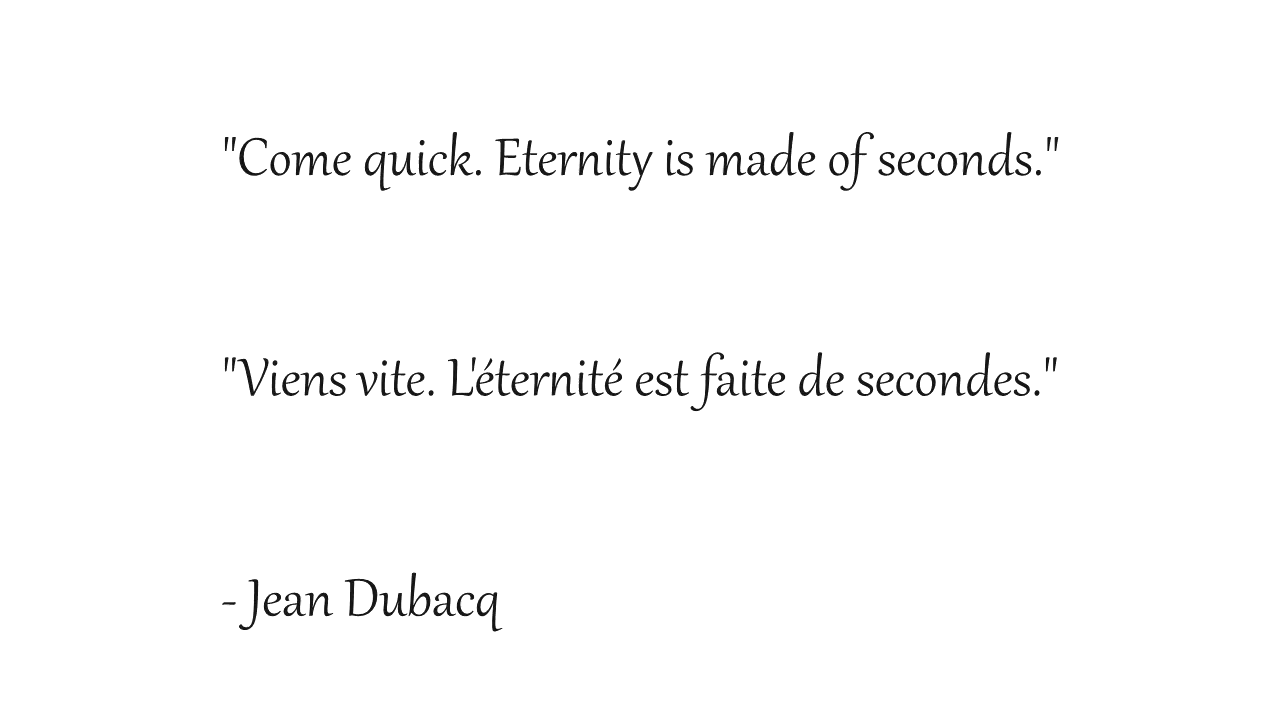 "Come quick. Eternity is made of seconds."
"Viens vite. L'éternité est faite de secondes."
- Jean Dubacq